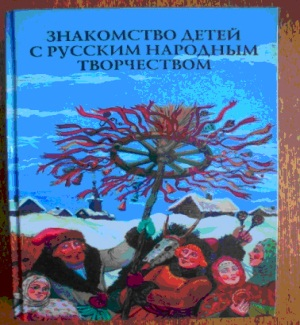 ЗНАКОМСТВО ДЕТЕЙ
С РУССКИМ НАРОДНЫМ
ТВОРЧЕСТВОМ